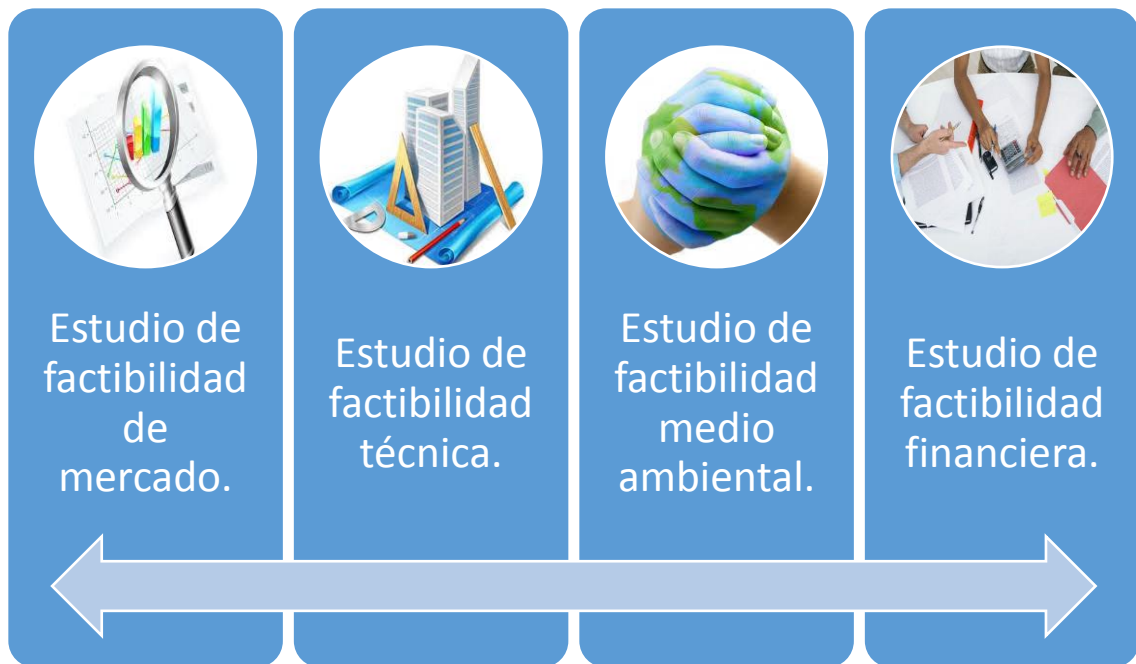 Estudio de
factibilidad
de
mercado.
Estudio de
factibilidad
técnica.
Estudio de
factibilidad
medio
ambiental.
Estudio de
factibilidad
financiera.